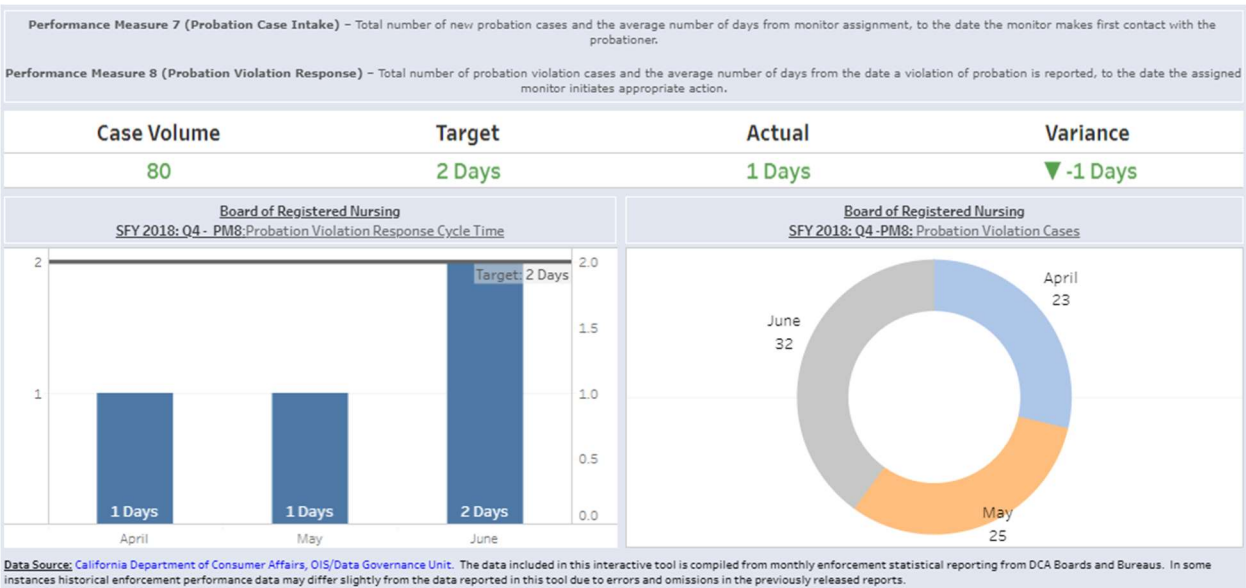 Performance Measure 7 (Probation Case Intake) – Total number of new probation cases and the average number of days from monitor assignment, to the date the monitor makes first contact with the
probationer.
Performance Measure 8 (Probation Violation Response) – Total number of probation violation cases and the average number of days from the date a violation of probation is reported, to the date the assigned
monitor initiates appropriate action.
Case Volume Target Actual Variance
80 2 Days 1 Days ▼ -1 Days
Board of Registered Nursing
SFY 2018: Q4 - PM8:Probation Violation Response Cycle Time
2
1
Target: 2 Days
2.0
1.5
1.0
0.5
0.0
1 Days 1 Days 2 Days
April May June
Board of Registered Nursing
SFY 2018: Q4 -PM8: Probation Violation Cases
April
23
June
32
May
25
Data Source: California Department of Consumer Affairs, OIS/Data Governance Unit. The data included in this interactive tool is compiled from monthly enforcement statistical reporting from DCA Boards and Bureaus. In some
instances historical enforcement performance data may differ slightly from the data reported in this tool due to errors and omissions in the previously released reports.